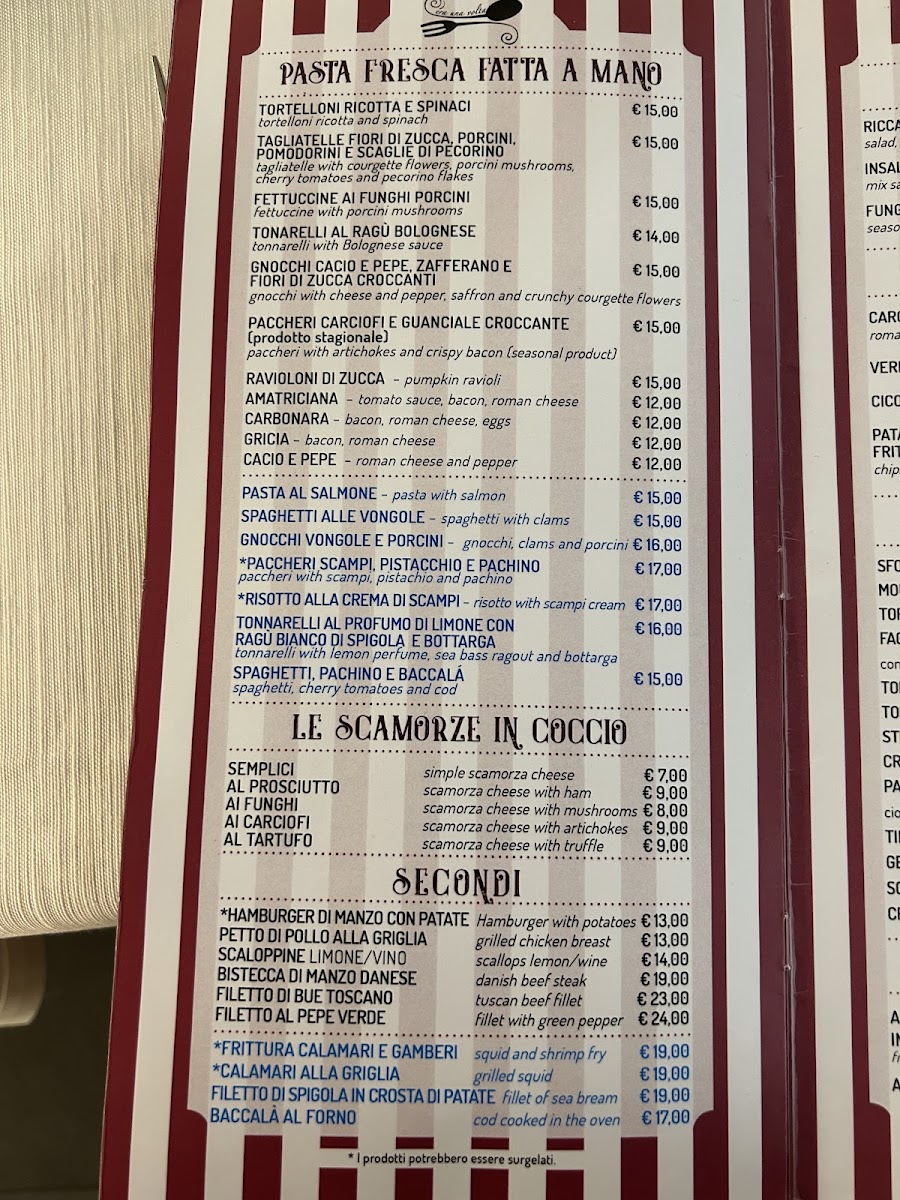 era una volta
PASTA FRESCA FATTA A MANO
TORTELLONI RICOTTA E SPINACI € 15,00
tortelloni ricotta and spinach
TAGLIATELLE FIORI DI ZUCCA, PORCINI, € 15,00
POMODORINI E SCAGLIE DI PECORINO
tagliatelle with courgette flowers, porcini mushrooms,
cherry tomatoes and pecorino flakes
FETTUCCINE AI FUNGHI PORCINI € 15,00
fettuccine with porcini mushrooms
TONARELLI AL RAGÙ BOLOGNESE € 14,00
tonnarelli with Bolognese sauce
GNOCCHI CACIO E PEPE, ZAFFERANO E € 15,00
FIORI DI ZUCCA CROCCANTI
gnocchi with cheese and pepper, saffron and crunchy courgette flowers
PACCHERI CARCIOFI E GUANCIALE CROCCANTE € 15,00
(prodotto stagionale)
paccheri with artichokes and crispy bacon (seasonal product)
RAVIOLONI DI ZUCCA - pumpkin ravioli € 15,00
AMATRICIANA - tomato sauce, bacon, roman cheese € 12,00
CARBONARA - bacon, roman cheese, eggs € 12,00
GRICIA - bacon, roman cheese € 12,00
CACIO E PEPE - roman cheese and pepper € 12,00
PASTA AL SALMONE - pasta with salmon € 15,00
SPAGHETTI ALLE VONGOLE - spaghetti with clams € 15,00
GNOCCHI VONGOLE E PORCINI - gnocchi, clams and porcini € 16,00
*PACCHERI SCAMPI, PISTACCHIO E PACHINO € 17,00
paccheri with scampi, pistachio and pachino
*RISOTTO ALLA CREMA DI SCAMPI - risotto with scampi cream € 17,00
TONNARELLI AL PROFUMO DI LIMONE CON € 16,00
RAGÙ BIANCO DI SPIGOLA E BOTTARGA
tonnarelli with lemon perfume, sea bass ragout and bottarga
SPAGHETTI, PACHINO E BACCALÁ € 15,00
spaghetti, cherry tomatoes and cod
LE SCAMORZE IN COCCIO
SEMPLICI simple scamorza cheese € 7,00
AL PROSCIUTTO scamorza cheese with ham € 9,00
AI FUNGHI scamorza cheese with mushrooms € 8,00
AI CARCIOFI scamorza cheese with artichokes € 9,00
AL TARTUFO scamorza cheese with truffle € 9,00
SECONDI
*HAMBURGER DI MANZO CON PATATE Hamburger with potatoes € 13,00
PETTO DI POLLO ALLA GRIGLIA grilled chicken breast € 13,00
SCALOPPINE LIMONE/VINO scallops lemon/wine € 14,00
BISTECCA DI MANZO DANESE danish beef steak € 19,00
FILETTO DI BUE TOSCANO tuscan beef fillet € 23,00
FILETTO AL PEPE VERDE fillet with green pepper € 24,00
*FRITTURA CALAMARI E GAMBERI squid and shrimp fry € 19,00
*CALAMARI ALLA GRIGLIA grilled squid € 19,00
FILETTO DI SPIGOLA IN CROSTA DI PATATE fillet of sea bream € 19,00
BACCALÀ AL FORNO cod cooked in the oven € 17,00
* I prodotti potrebbero essere surgelati.
salad,
mix